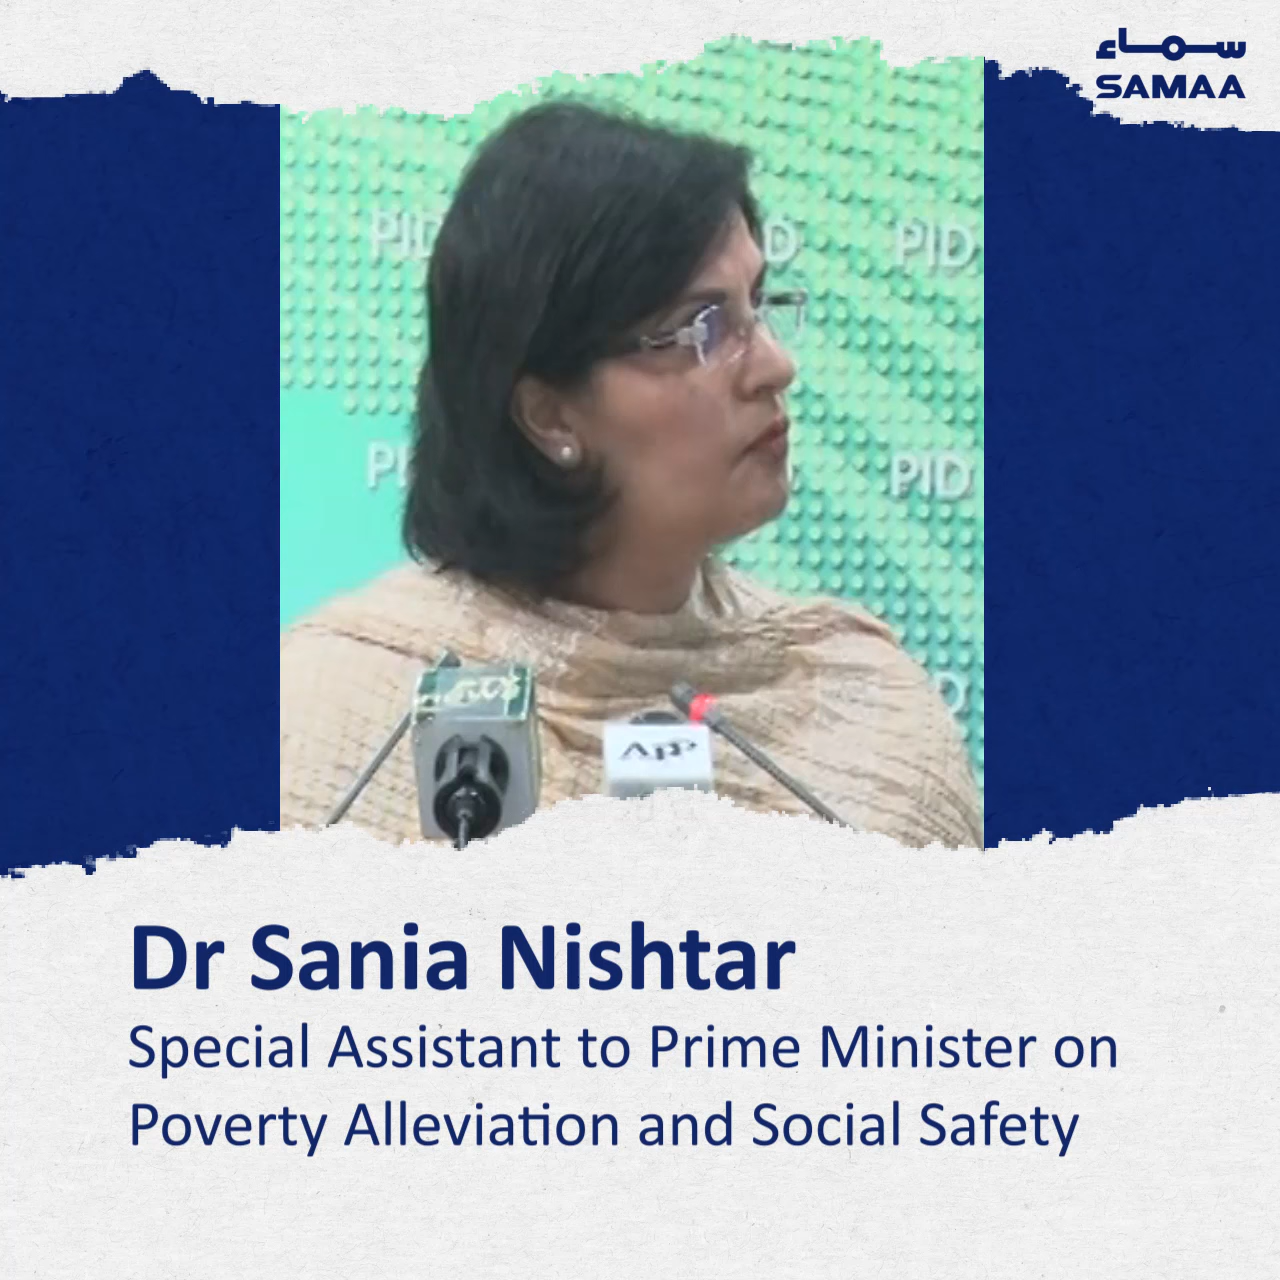 سماء
SAMAA
PID
PID
PID
App
Dr Sania Nishtar
Special Assistant to Prime Minister on
Poverty Alleviation and Social Safety